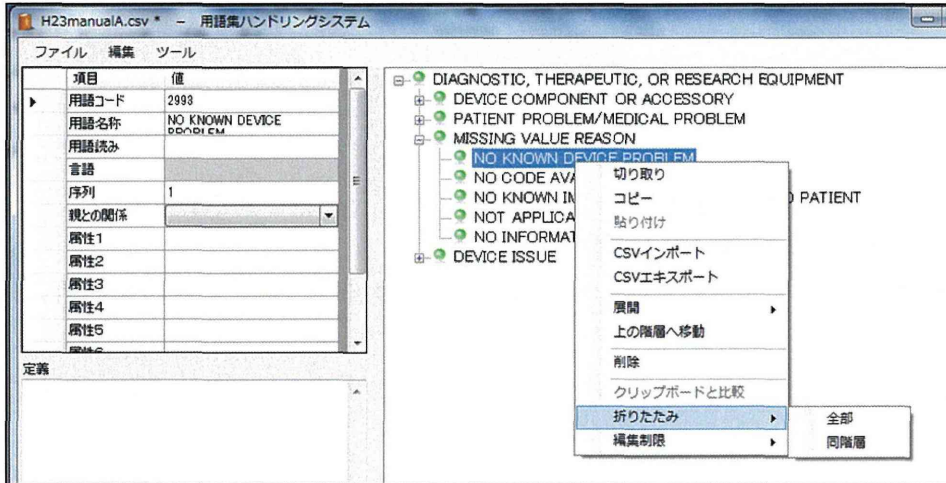 H23manualA.csv * – 用語集ハンドリングシステム
ファイル 編集 ツール
項目 値
用語コード 2993
用語名称 NO KNOWN DEVICE PROBLEM
用語読み
言語
序列 1
親との関係
属性1
属性2
属性3
属性4
属性5
定義
DIAGNOSTIC, THERAPEUTIC, OR RESEARCH EQUIPMENT
DEVICE COMPONENT OR ACCESSORY
PATIENT PROBLEM/MEDICAL PROBLEM
MISSING VALUE REASON
NO KNOWN DEVICE PROBLEM
NO CODE AVA
NO KNOWN IM
PATIENT
NOT APPLICA
NO INFORMAT
DEVICE ISSUE
切り取り
コピー
貼り付け
CSVインポート
CSVエキスポート
展開
上の階層へ移動
削除
クリップボードと比較
折りたたみ
編集制限
全部
同階層